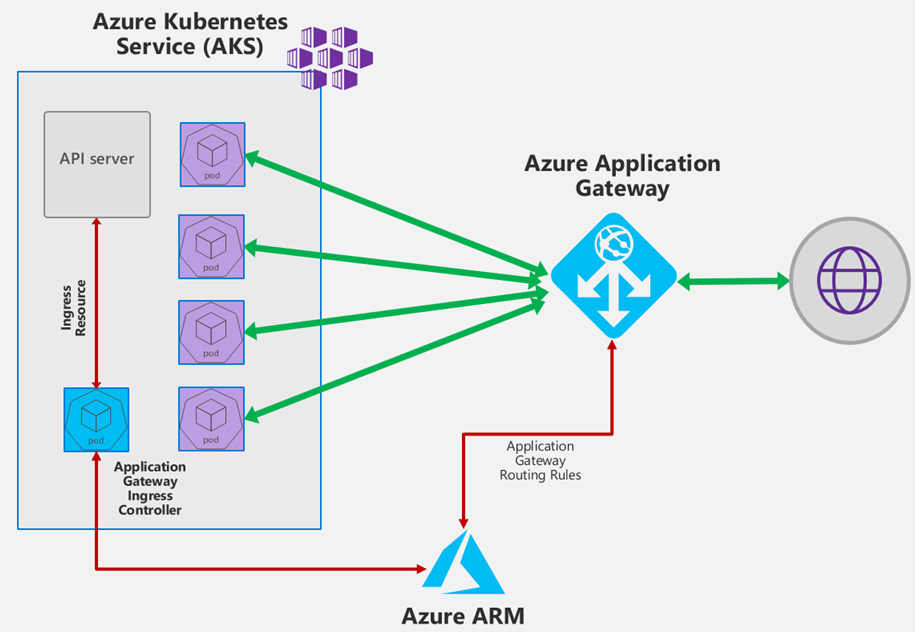 Azure Kubernetes
Service (AKS)
API server
pod
pod
pod
pod
Ingress
Resource
pod
Application
Gateway
Ingress
Controller
Azure Application
Gateway
Application
Gateway
Routing Rules
Azure ARM